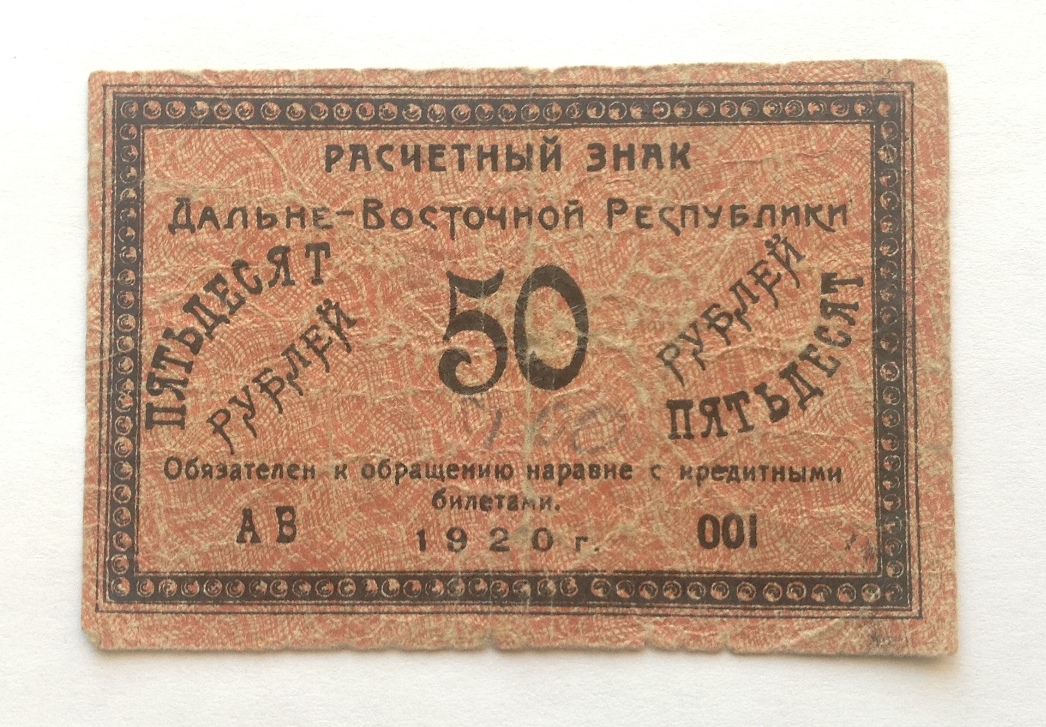 РАСЧЕТНЫЙ ЗНАК
ДАЛЬНЕ-ВОСТОЧНОЙ РЕСПУБЛИКИ
ПЯТЬДЕСЯТ
РУБЛЕЙ
50
РУБЛЕЙ
ПЯТЬДЕСЯТ
Обязателен к обращению наравне с кредитными
билетами.
АВ 001
1920 г.